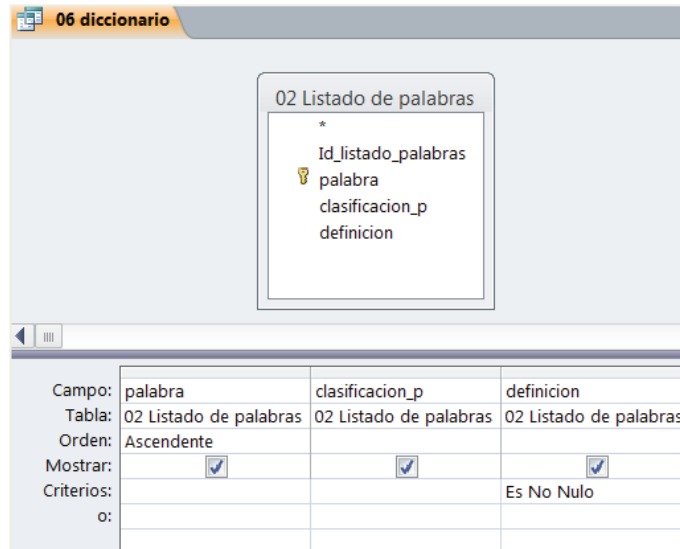 06 diccionario
02 Listado de palabras
*
Id_listado_palabras
palabra
clasificacion_p
definicion
Campo: palabra clasificacion_p definicion
Tabla: 02 Listado de palabras 02 Listado de palabras 02 Listado de palabras
Orden: Ascendente
Mostrar:
Criterios: Es No Nulo
o: